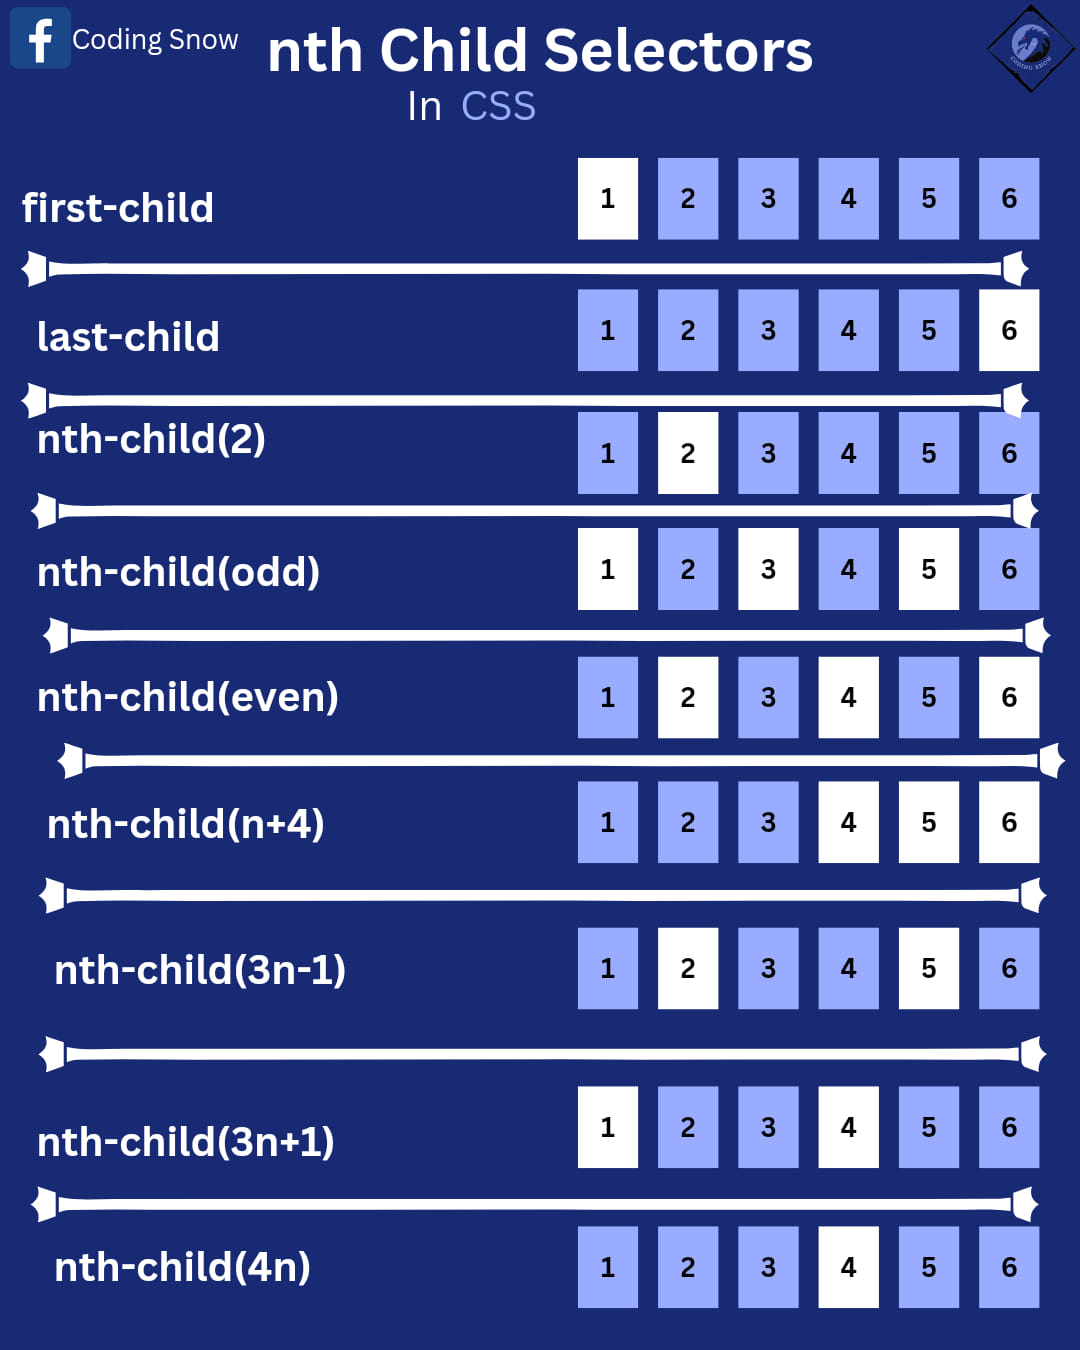 Coding Snow
nth Child Selectors
In CSS
CODING SNOW
first-child
1 2 3 4 5 6
last-child
1 2 3 4 5 6
nth-child(2)
1 2 3 4 5 6
nth-child(odd)
1 2 3 4 5 6
nth-child(even)
1 2 3 4 5 6
nth-child(n+4)
1 2 3 4 5 6
nth-child(3n-1)
1 2 3 4 5 6
nth-child(3n+1)
1 2 3 4 5 6
nth-child(4n)
1 2 3 4 5 6